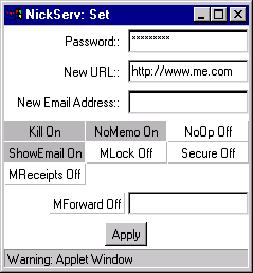 NickServ: Set
Password:: *********
New URL:: http://www.me.com
New Email Address::
Kill On NoMemo On NoOp Off
ShowEmail On MLock Off Secure Off
MReceipts Off
MForward Off
Apply
Warning: Applet Window